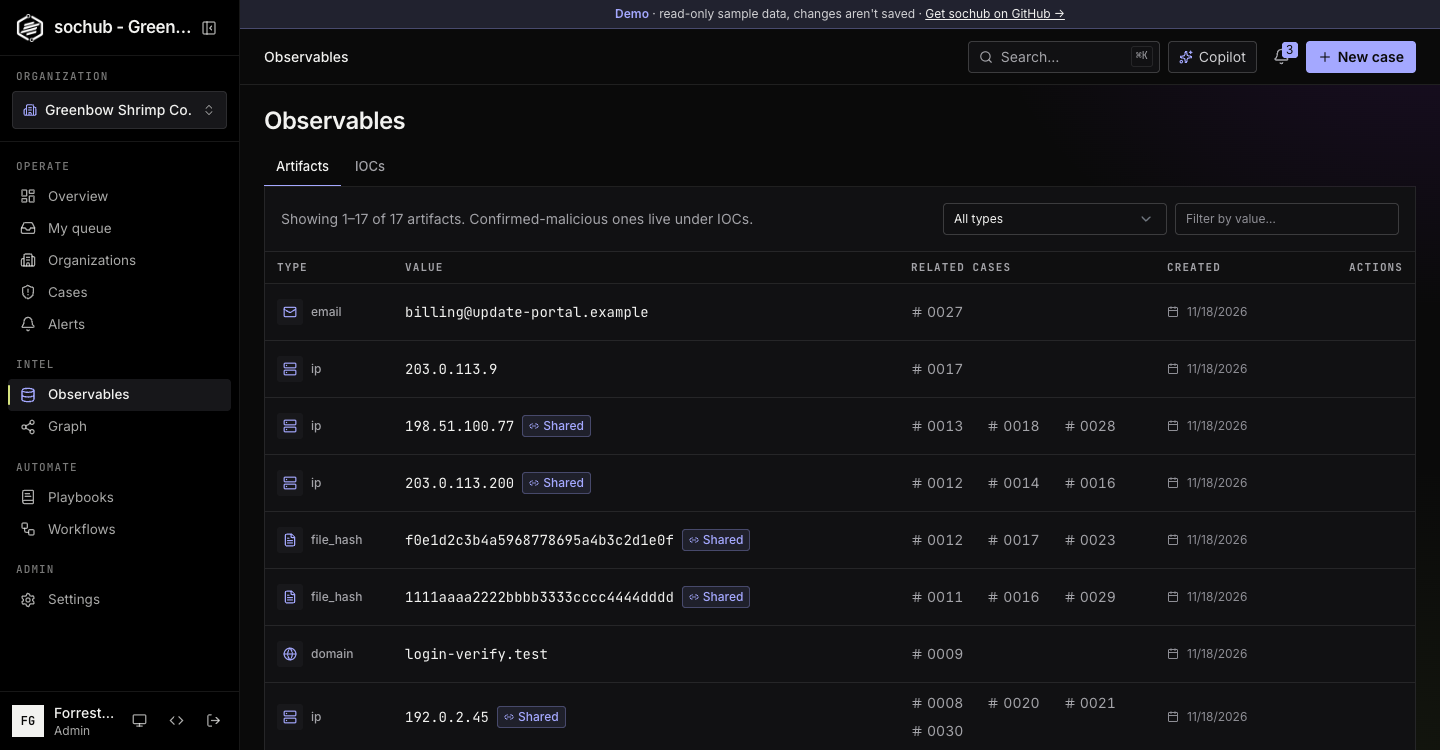 sochub - Green...
Demo · read-only sample data, changes aren't saved · Get sochub on GitHub →
Observables
Search...
⌘K
Copilot
3
New case
ORGANIZATION
Greenbow Shrimp Co.
OPERATE
Overview
My queue
Organizations
Cases
Alerts
INTEL
Observables
Graph
AUTOMATE
Playbooks
Workflows
ADMIN
Settings
FG
Forrest...
Admin
Observables
Artifacts IOCs
Showing 1–17 of 17 artifacts. Confirmed-malicious ones live under IOCs.
All types
Filter by value...
TYPE VALUE RELATED CASES CREATED ACTIONS
email billing@update-portal.example # 0027 11/18/2026
ip 203.0.113.9 # 0017 11/18/2026
ip 198.51.100.77 Shared # 0013 # 0018 # 0028 11/18/2026
ip 203.0.113.200 Shared # 0012 # 0014 # 0016 11/18/2026
file_hash f0e1d2c3b4a5968778695a4b3c2d1e0f Shared # 0012 # 0017 # 0023 11/18/2026
file_hash 1111aaaa2222bbbb3333cccc4444dddd Shared # 0011 # 0016 # 0029 11/18/2026
domain login-verify.test # 0009 11/18/2026
ip 192.0.2.45 Shared # 0008 # 0020 # 0021 11/18/2026
# 0030